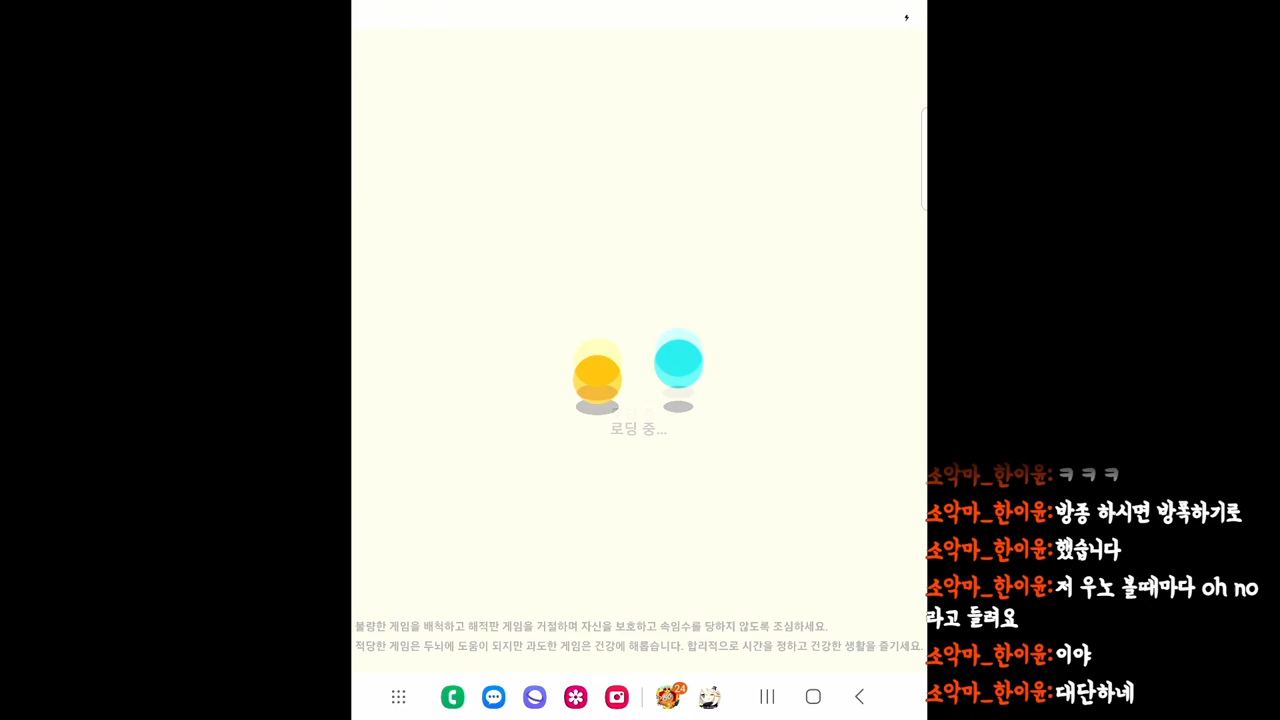 로딩 중...
불량한 게임을 배척하고 해적판 게임을 거절하며 자신을 보호하고 속임수를 당하지 않도록 조심하세요.
적당한 게임은 두뇌에 도움이 되지만 과도한 게임은 건강에 해롭습니다. 합리적으로 시간을 정하고 건강한 생활을 즐기세요.
24
소악마_한이윤: ㅋㅋㅋ
소악마_한이윤: 방종 하시면 방폭하기로
소악마_한이윤: 했습니다
소악마_한이윤: 저 우노 볼때마다 oh no
라고 들려요
소악마_한이윤: 이야
소악마_한이윤: 대단하네